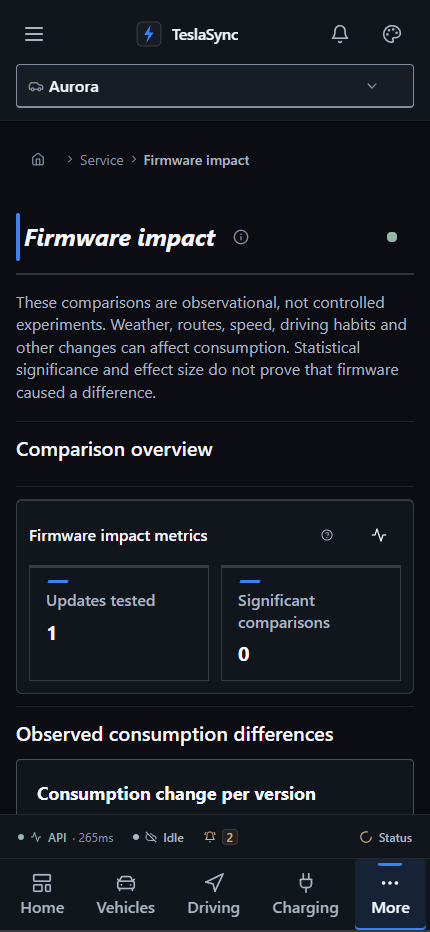 TeslaSync
Aurora
Service
Firmware impact
Firmware impact
These comparisons are observational, not controlled
experiments. Weather, routes, speed, driving habits and
other changes can affect consumption. Statistical
significance and effect size do not prove that firmware
caused a difference.
Comparison overview
Firmware impact metrics
Updates tested
1
Significant
comparisons
0
Observed consumption differences
Consumption change per version
API · 265ms
Idle
2
Status
Home
Vehicles
Driving
Charging
More